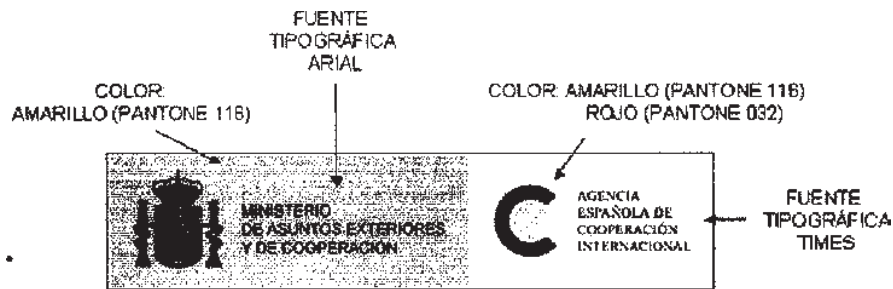 FUENTE
TIPOGRÁFICA
ARIAL
COLOR:
AMARILLO (PANTONE 116)
COLOR: AMARILLO (PANTONE 116)
ROJO (PANTONE 032)
MINISTERIO
DE ASUNTOS EXTERIORES
Y DE COOPERACIÓN
AGENCIA
ESPAÑOLA DE
COOPERACIÓN
INTERNACIONAL
FUENTE
TIPOGRÁFICA
TIMES